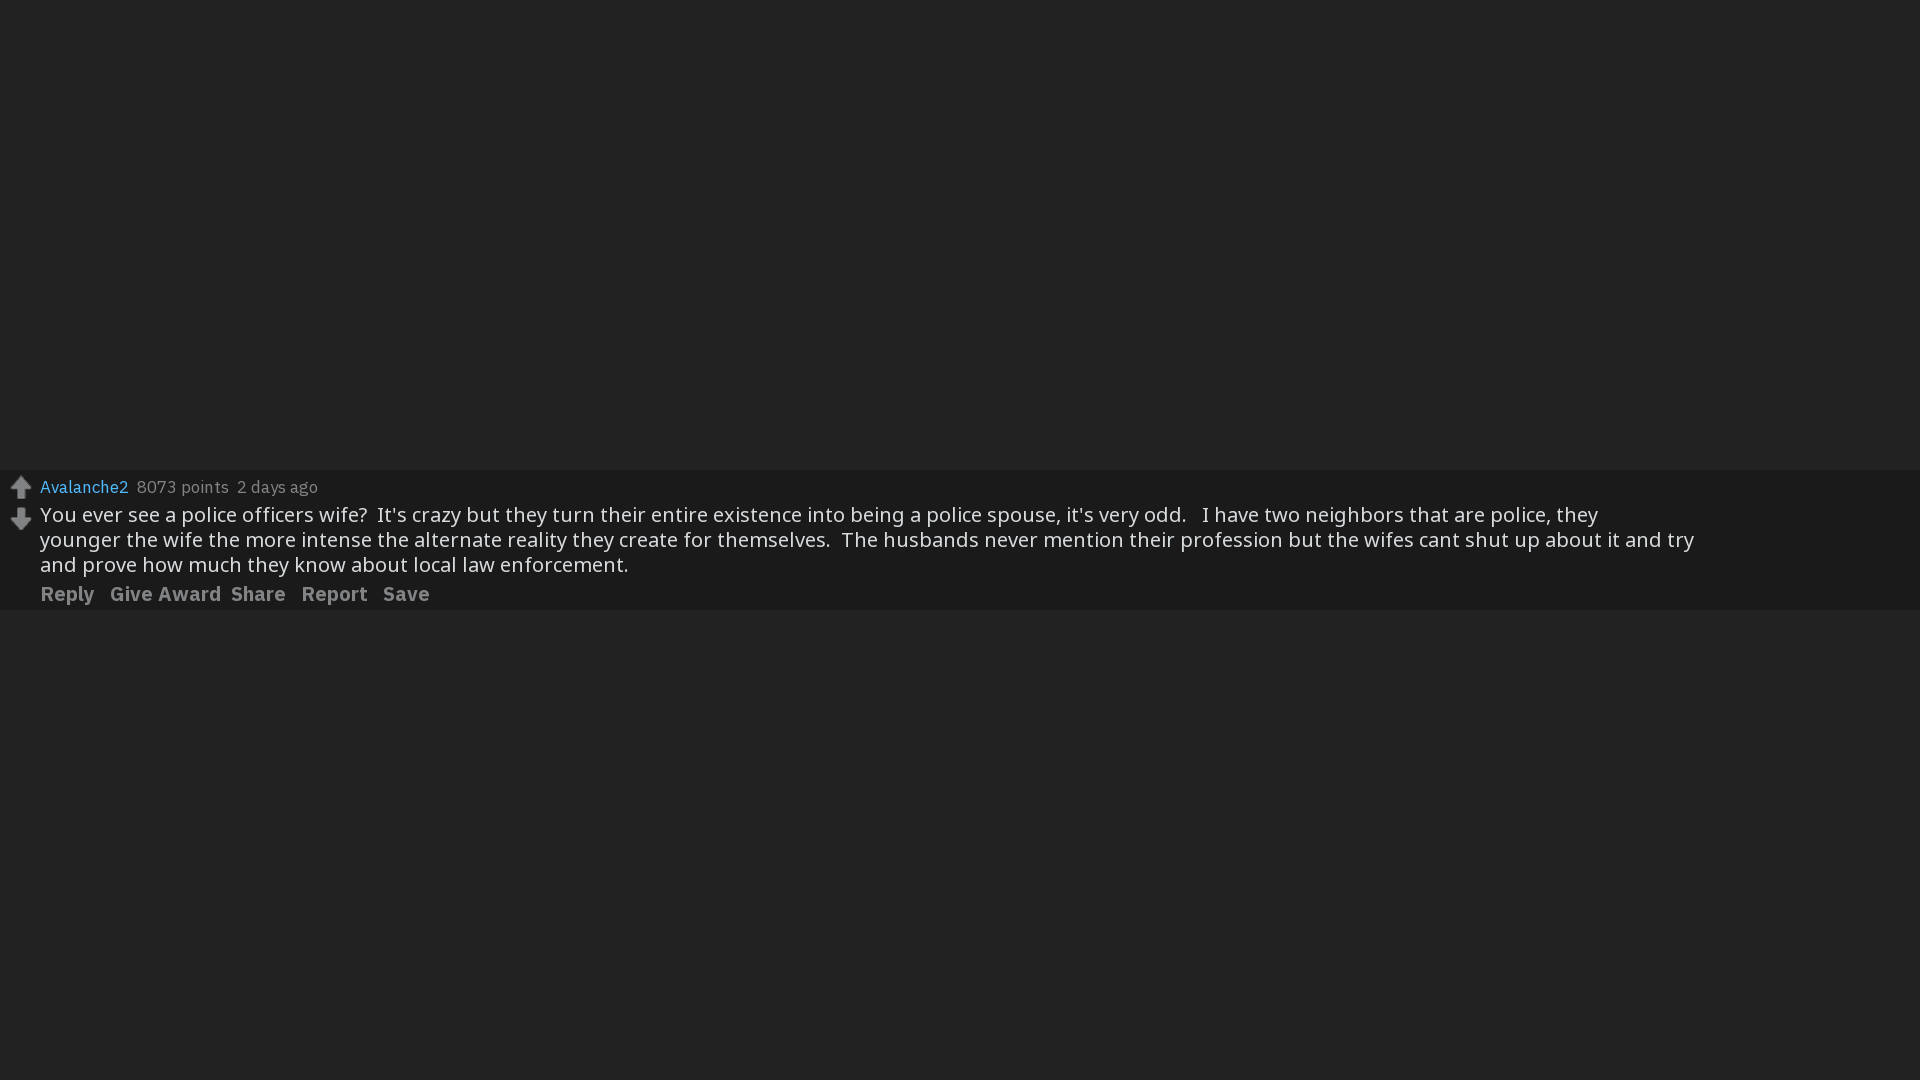 Avalanche2 8073 points 2 days ago
You ever see a police officers wife? It's crazy but they turn their entire existence into being a police spouse, it's very odd. I have two neighbors that are police, they
younger the wife the more intense the alternate reality they create for themselves. The husbands never mention their profession but the wifes cant shut up about it and try
and prove how much they know about local law enforcement.
Reply Give Award Share Report Save